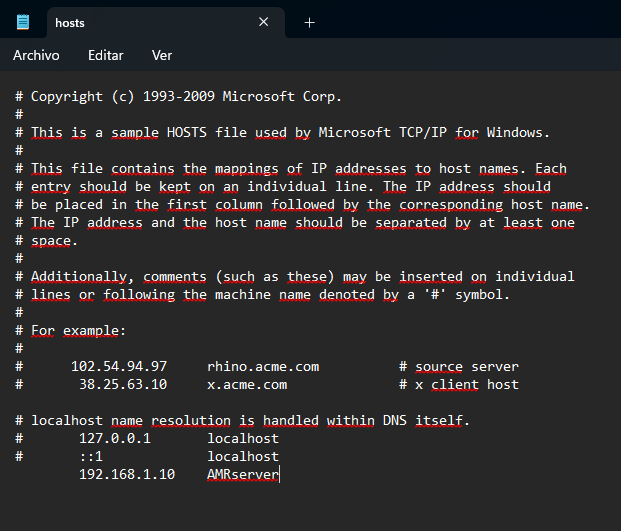 hosts
Archivo Editar Ver
# Copyright (c) 1993-2009 Microsoft Corp.
#
# This is a sample HOSTS file used by Microsoft TCP/IP for Windows.
#
# This file contains the mappings of IP addresses to host names. Each
# entry should be kept on an individual line. The IP address should
# be placed in the first column followed by the corresponding host name.
# The IP address and the host name should be separated by at least one
# space.
#
# Additionally, comments (such as these) may be inserted on individual
# lines or following the machine name denoted by a '#' symbol.
#
# For example:
#
#      102.54.94.97     rhino.acme.com          # source server
#       38.25.63.10     x.acme.com              # x client host

# localhost name resolution is handled within DNS itself.
#       127.0.0.1       localhost
#       ::1             localhost
        192.168.1.10    AMRserver